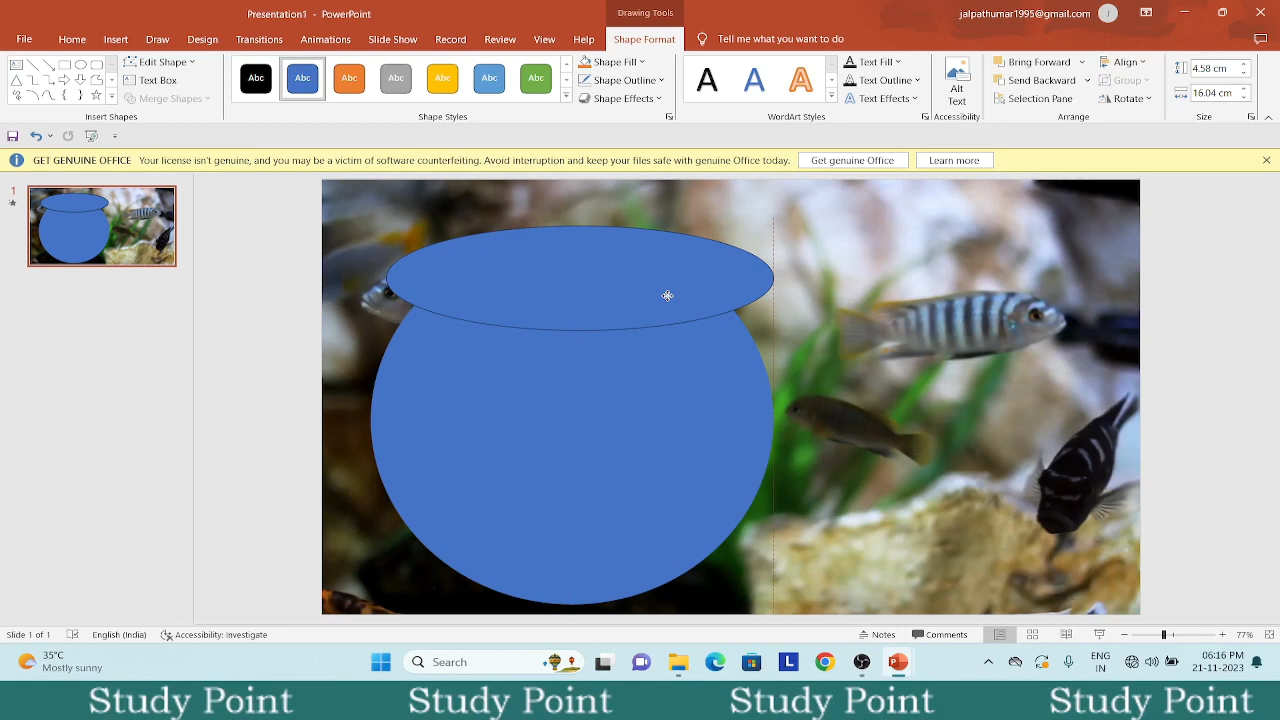 Presentation1 - PowerPoint
Drawing Tools
jalpathumar1995@gmail.com
J
File Home Insert Draw Design Transitions Animations Slide Show Record Review View Help Shape Format Tell me what you want to do
Edit Shape
Text Box
Merge Shapes
Insert Shapes
Abc Abc Abc Abc Abc Abc Abc
Shape Fill
Shape Outline
Shape Effects
Shape Styles
A A A
Text Fill
Text Outline
Text Effects
WordArt Styles
Alt
Text
Accessibility
Bring Forward
Send Backward
Selection Pane
Align
Group
Rotate
Arrange
4.58 cm
16.04 cm
Size
GET GENUINE OFFICE Your license isn't genuine, and you may be a victim of software counterfeiting. Avoid interruption and keep your files safe with genuine Office today. Get genuine Office Learn more
1
Slide 1 of 1 English (India) Accessibility: Investigate Notes Comments 77%
35°C
Mostly sunny
Search
L
ENG
IN
06:16 PM
21-11-2023
Study Point Study Point Study Point Study Point